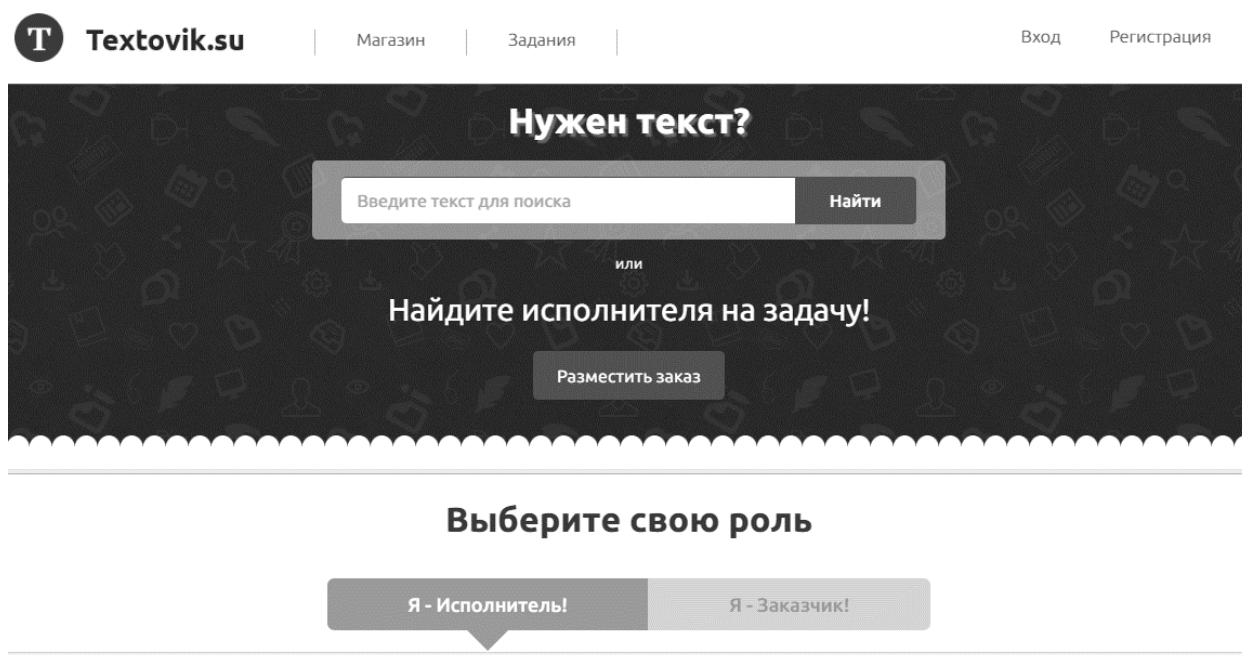 T Textovik.su Магазин Задания Вход Регистрация
Нужен текст?
Введите текст для поиска Найти
или
Найдите исполнителя на задачу!
Разместить заказ
Выберите свою роль
Я - Исполнитель! Я - Заказчик!